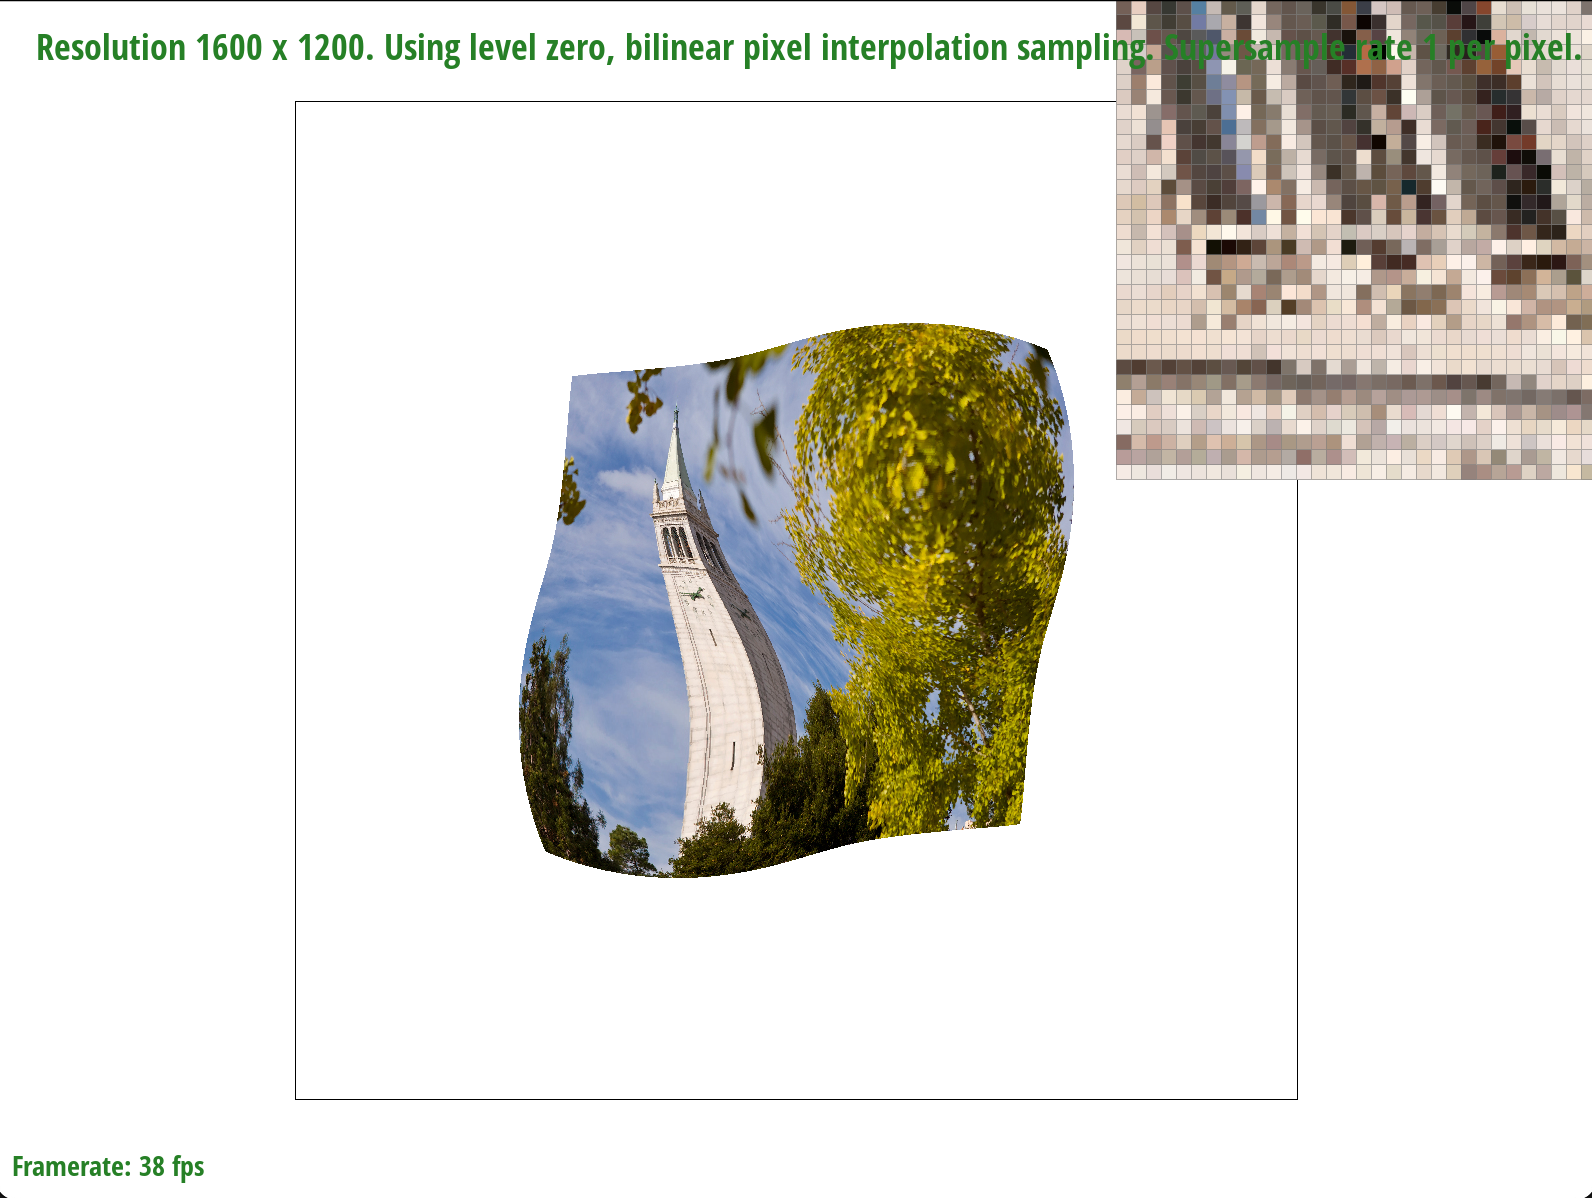 Resolution 1600 x 1200. Using level zero, bilinear pixel interpolation sampling. Supersample rate 1 per pixel.
Framerate: 38 fps